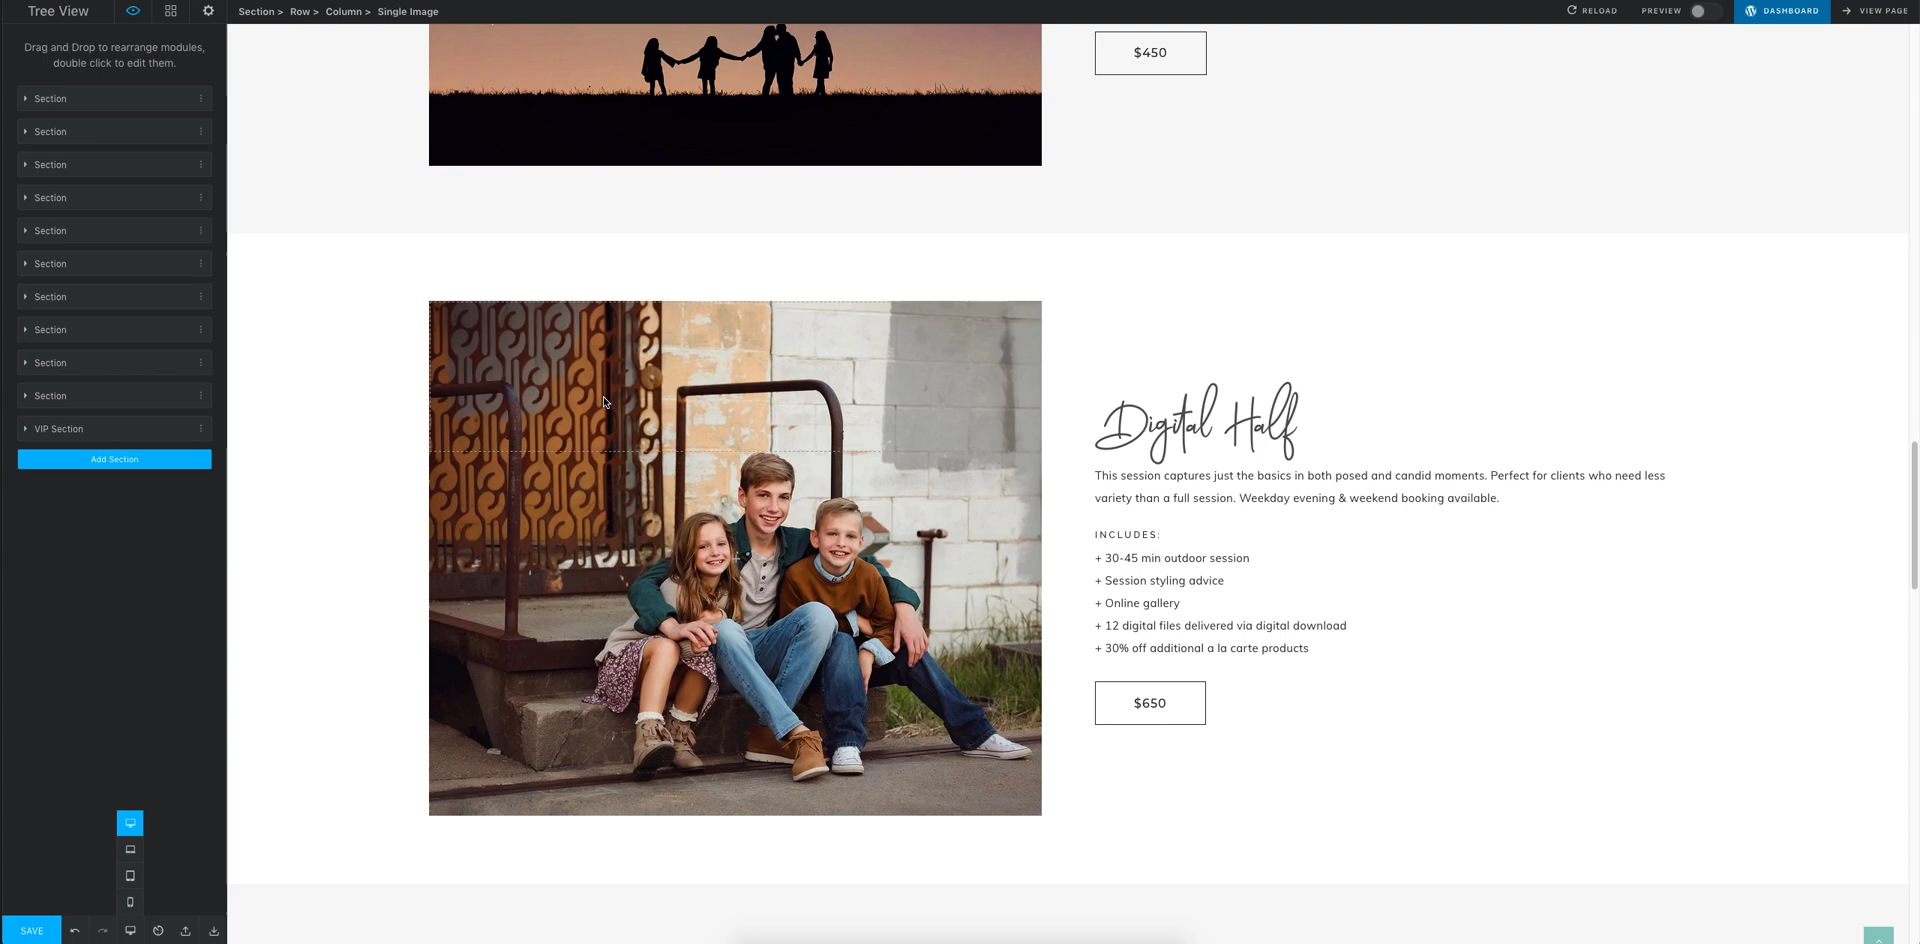 Tree View
Section > Row > Column > Single Image
RELOAD
PREVIEW
DASHBOARD
VIEW PAGE
Drag and Drop to rearrange modules,
double click to edit them.
Section
Section
Section
Section
Section
Section
Section
Section
Section
Section
VIP Section
Add Section
SAVE
$450
Digital Half
This session captures just the basics in both posed and candid moments. Perfect for clients who need less
variety than a full session. Weekday evening & weekend booking available.
INCLUDES:
+ 30-45 min outdoor session
+ Session styling advice
+ Online gallery
+ 12 digital files delivered via digital download
+ 30% off additional a la carte products
$650